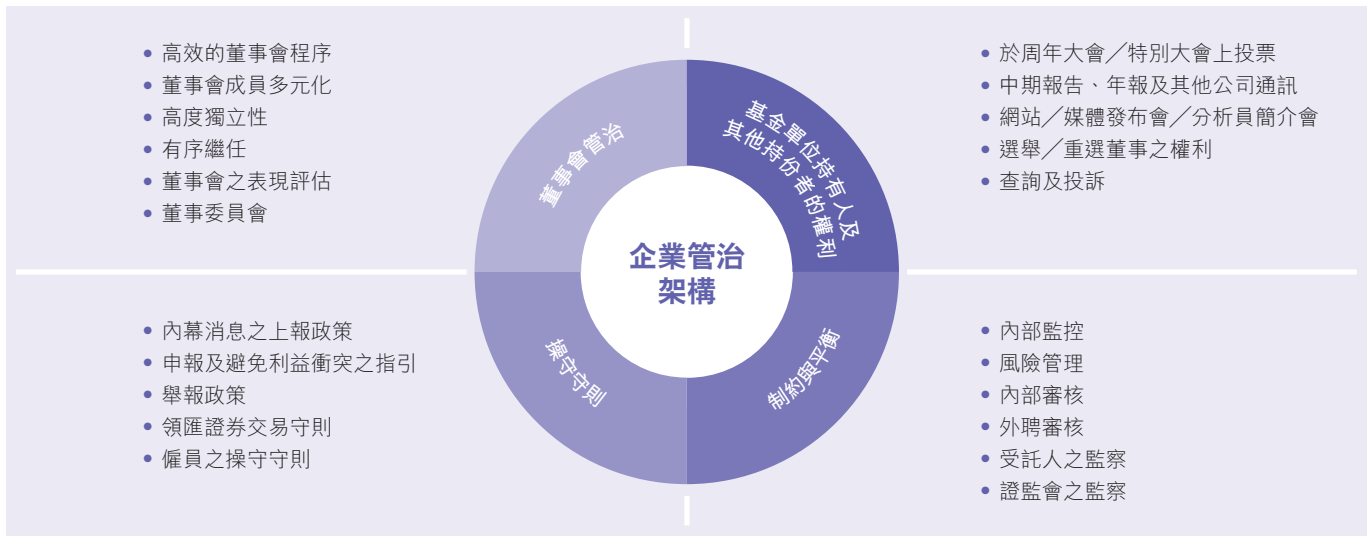 高效的董事會程序
董事會成員多元化
高度獨立性
有序繼任
董事會之表現評估
董事委員會
董事會管治
基金單位持有人及
其他持份者的權利
於周年大會╱特別大會上投票
中期報告、年報及其他公司通訊
網站╱媒體發布會╱分析員簡介會
選舉╱重選董事之權利
查詢及投訴
企業管治
架構
內幕消息之上報政策
申報及避免利益衝突之指引
舉報政策
領匯證券交易守則
僱員之操守守則
操守守則
制約與平衡
內部監控
風險管理
內部審核
外聘審核
受託人之監察
證監會之監察